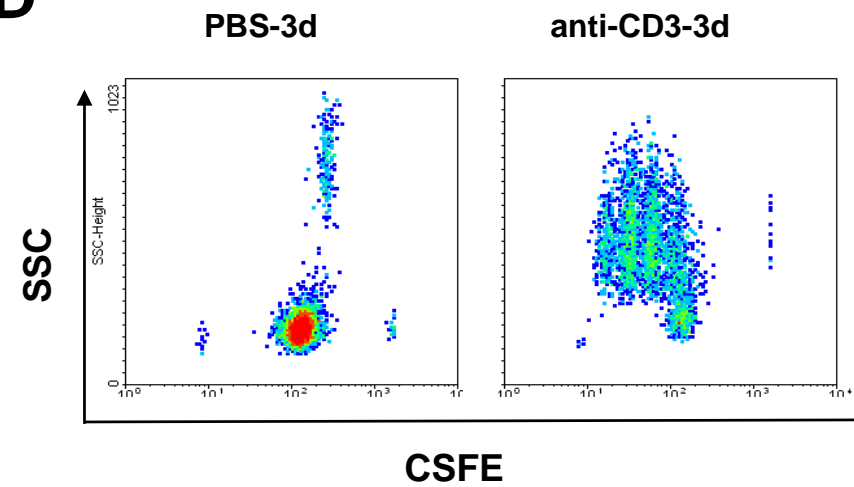 D
PBS-3d
anti-CD3-3d
SSC
SSC-Height
1023
0
10⁰ 10¹ 10² 10³
10⁰ 10¹ 10² 10³ 10⁴
CSFE